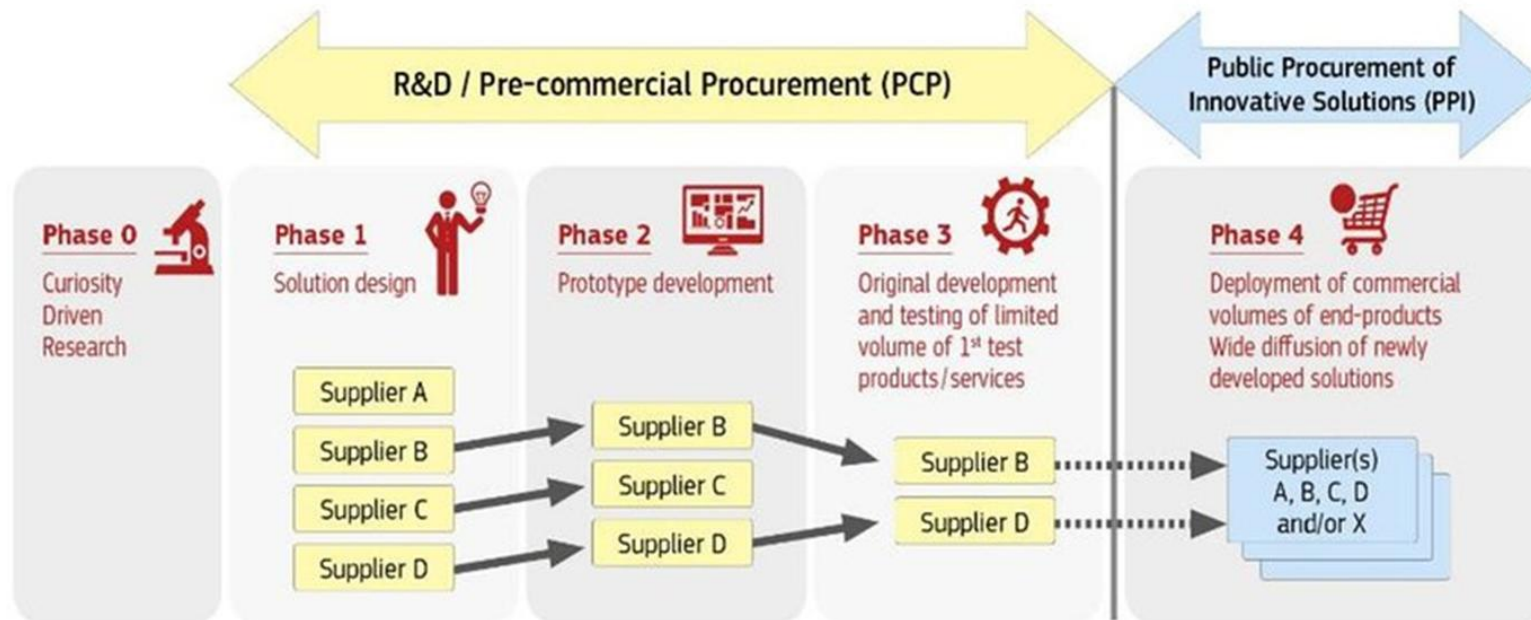 R&D / Pre-commercial Procurement (PCP)
Public Procurement of
Innovative Solutions (PPI)
Phase 0
Curiosity
Driven
Research
Phase 1
Solution design
Supplier A
Supplier B
Supplier C
Supplier D
Phase 2
Prototype development
Supplier B
Supplier C
Supplier D
Phase 3
Original development
and testing of limited
volume of 1st test
products/services
Supplier B
Supplier D
Phase 4
Deployment of commercial
volumes of end-products
Wide diffusion of newly
developed solutions
Supplier(s)
A, B, C, D
and/or X